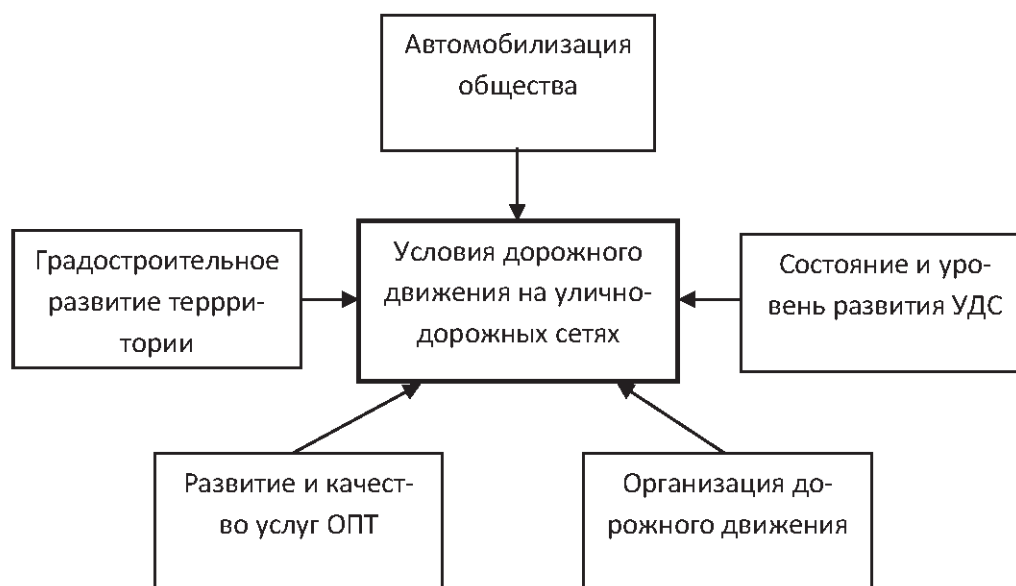 Автомобилизация
общества
Градостроительное
развитие террри-
тории
Условия дорожного
движения на улично-
дорожных сетях
Состояние и уро-
вень развития УДС
Развитие и качест-
во услуг ОПТ
Организация до-
рожного движения